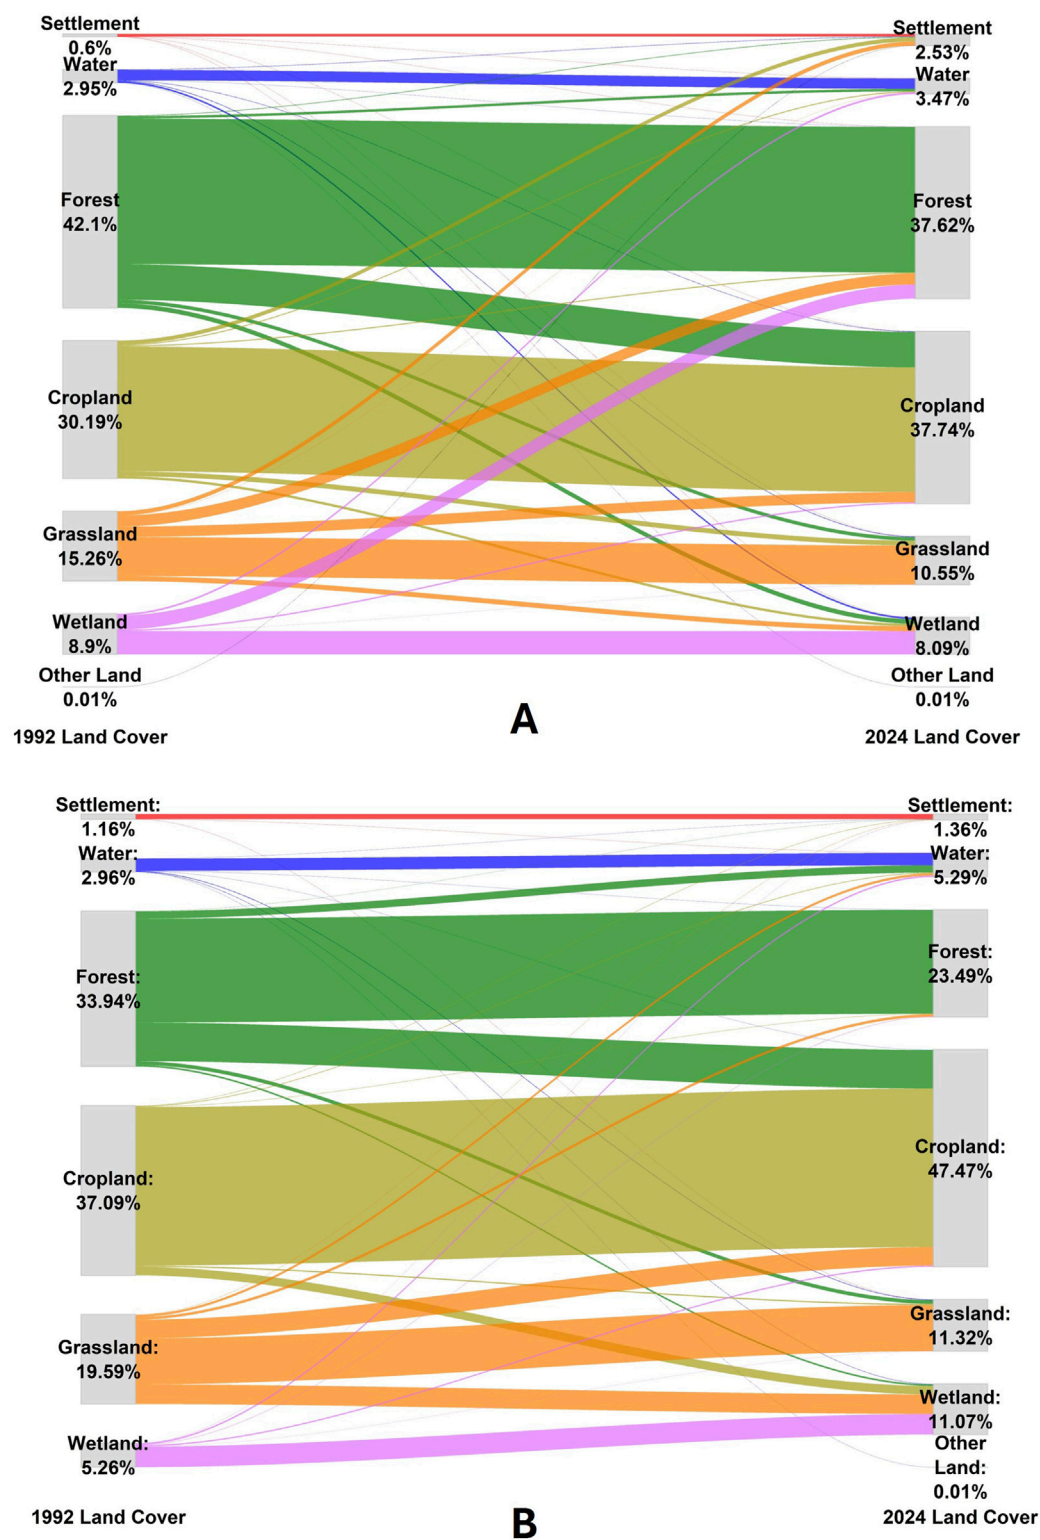 Settlement
0.6%
Water
2.95%
Forest
42.1%
Cropland
30.19%
Grassland
15.26%
Wetland
8.9%
Other Land
0.01%
1992 Land Cover
Settlement
2.53%
Water
3.47%
Forest
37.62%
Cropland
37.74%
Grassland
10.55%
Wetland
8.09%
Other Land
0.01%
2024 Land Cover
A
Settlement:
1.16%
Water:
2.96%
Forest:
33.94%
Cropland:
37.09%
Grassland:
19.59%
Wetland:
5.26%
1992 Land Cover
Settlement:
1.36%
Water:
5.29%
Forest:
23.49%
Cropland:
47.47%
Grassland:
11.32%
Wetland:
11.07%
Other
Land:
0.01%
2024 Land Cover
B